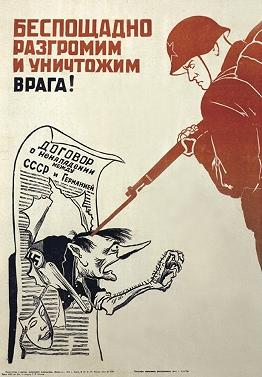 БЕСПОЩАДНО
РАЗГРОМИМ
И УНИЧТОЖИМ
ВРАГА!
ДОГОВОР
О НЕНАПАДЕНИИ
МЕЖДУ
СССР И ГЕРМАНИЕЙ